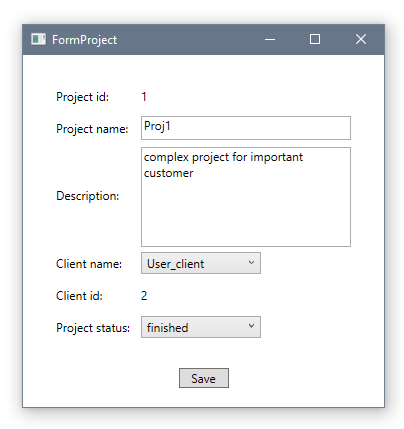 FormProject
Project id: 1
Project name: Proj1
Description: complex project for important
customer
Client name: User_client
Client id: 2
Project status: finished
Save